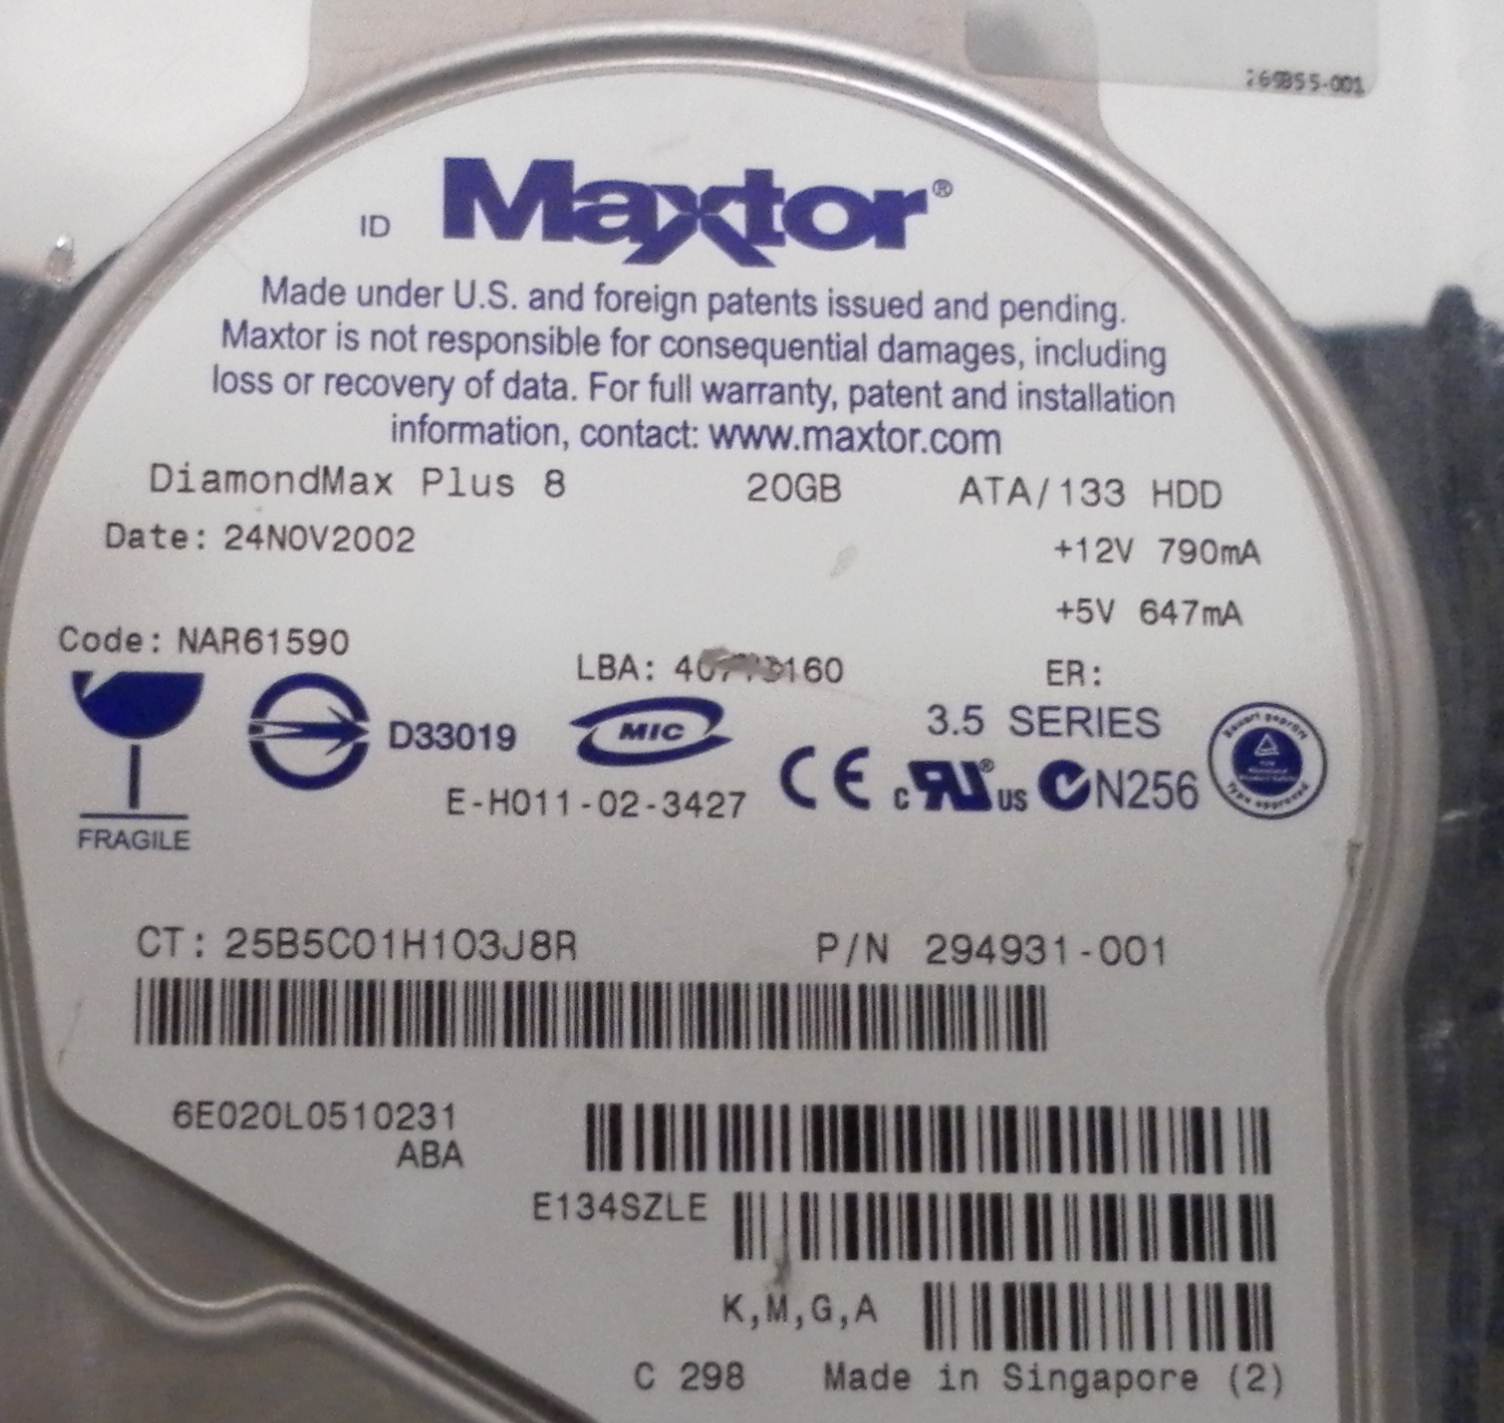 269855-001
ID Maxtor®
Made under U.S. and foreign patents issued and pending.
Maxtor is not responsible for consequential damages, including
loss or recovery of data. For full warranty, patent and installation
information, contact: www.maxtor.com
DiamondMax Plus 8 20GB ATA/133 HDD
Date: 24NOV2002 +12V 790mA
+5V 647mA
Code: NAR61590
LBA: ER:
D33019 MIC 3.5 SERIES
E-H011-02-3427 CE c RU® US N256
FRAGILE
type approved
CT: 25B5C01H103J8R P/N 294931-001
6E020L0510231
ABA
E134SZLE
K,M,G,A
C 298 Made in Singapore (2)